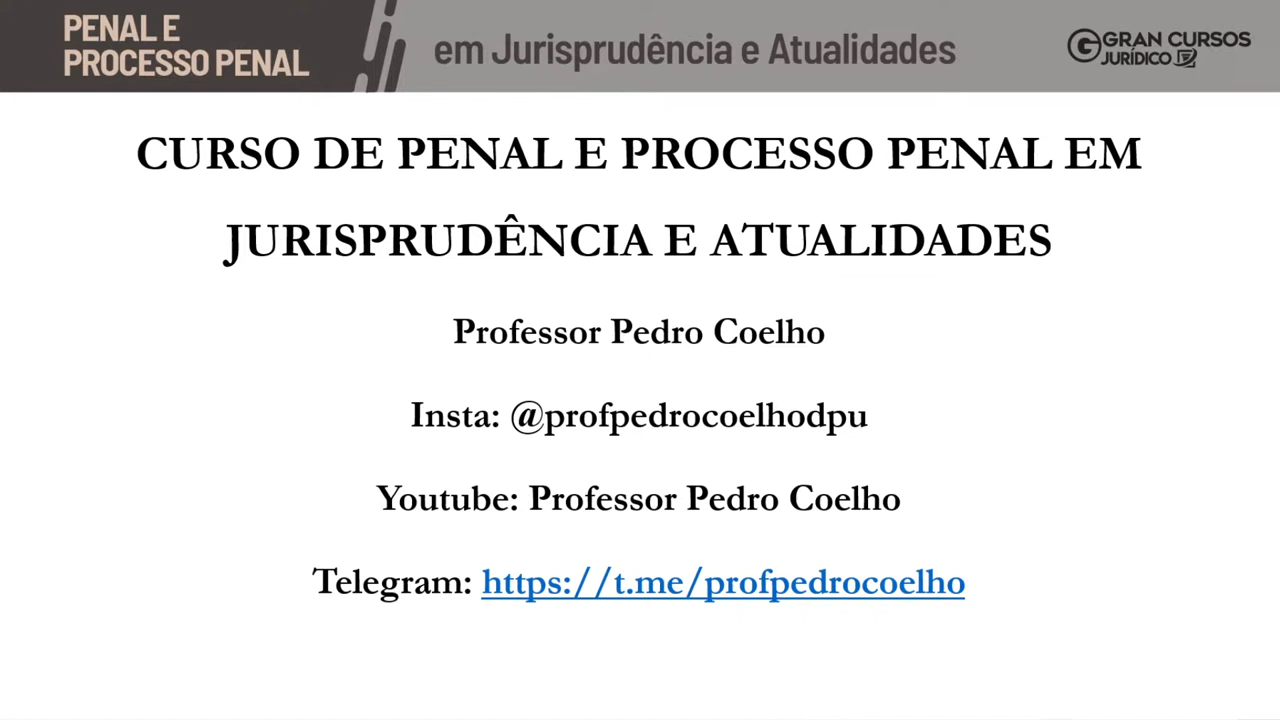 PENAL E
PROCESSO PENAL
em Jurisprudência e Atualidades
GRAN CURSOS
JURÍDICO
CURSO DE PENAL E PROCESSO PENAL EM
JURISPRUDÊNCIA E ATUALIDADES
Professor Pedro Coelho
Insta: @profpedrocoelhodpu
Youtube: Professor Pedro Coelho
Telegram: https://t.me/profpedrocoelho